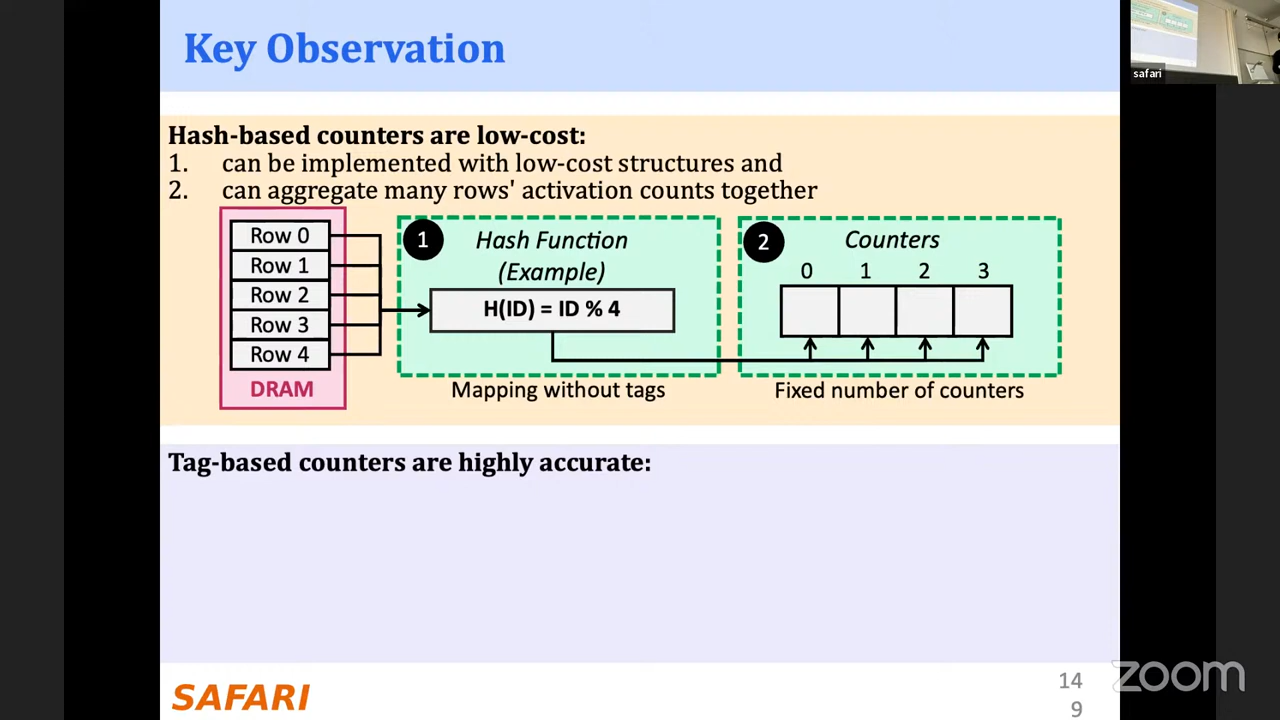 Key Observation
safari
Hash-based counters are low-cost:
1. can be implemented with low-cost structures and
2. can aggregate many rows' activation counts together
Row 0
Row 1
Row 2
Row 3
Row 4
DRAM
1
Hash Function
(Example)
H(ID) = ID % 4
Mapping without tags
2
Counters
0 1 2 3
Fixed number of counters
Tag-based counters are highly accurate:
SAFARI
14
9
zoom